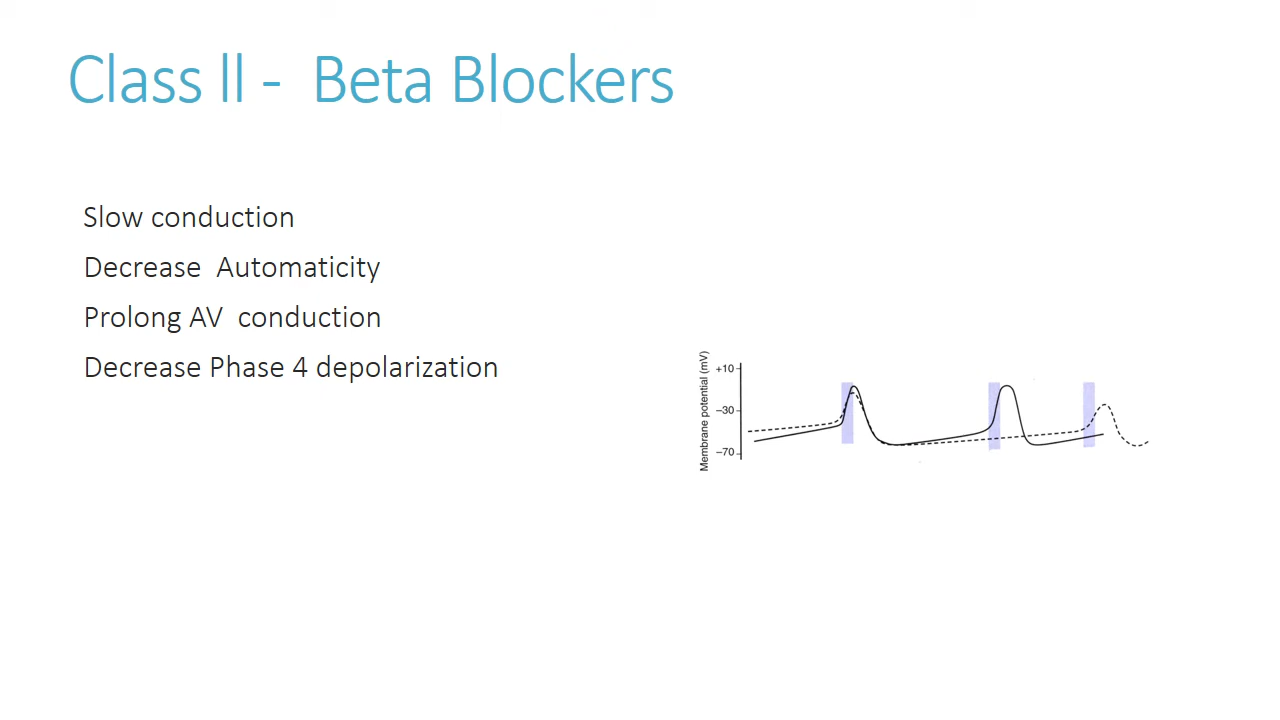 Class ll - Beta Blockers
Slow conduction
Decrease Automaticity
Prolong AV conduction
Decrease Phase 4 depolarization
Membrane potential (mV)
+10
−30
−70